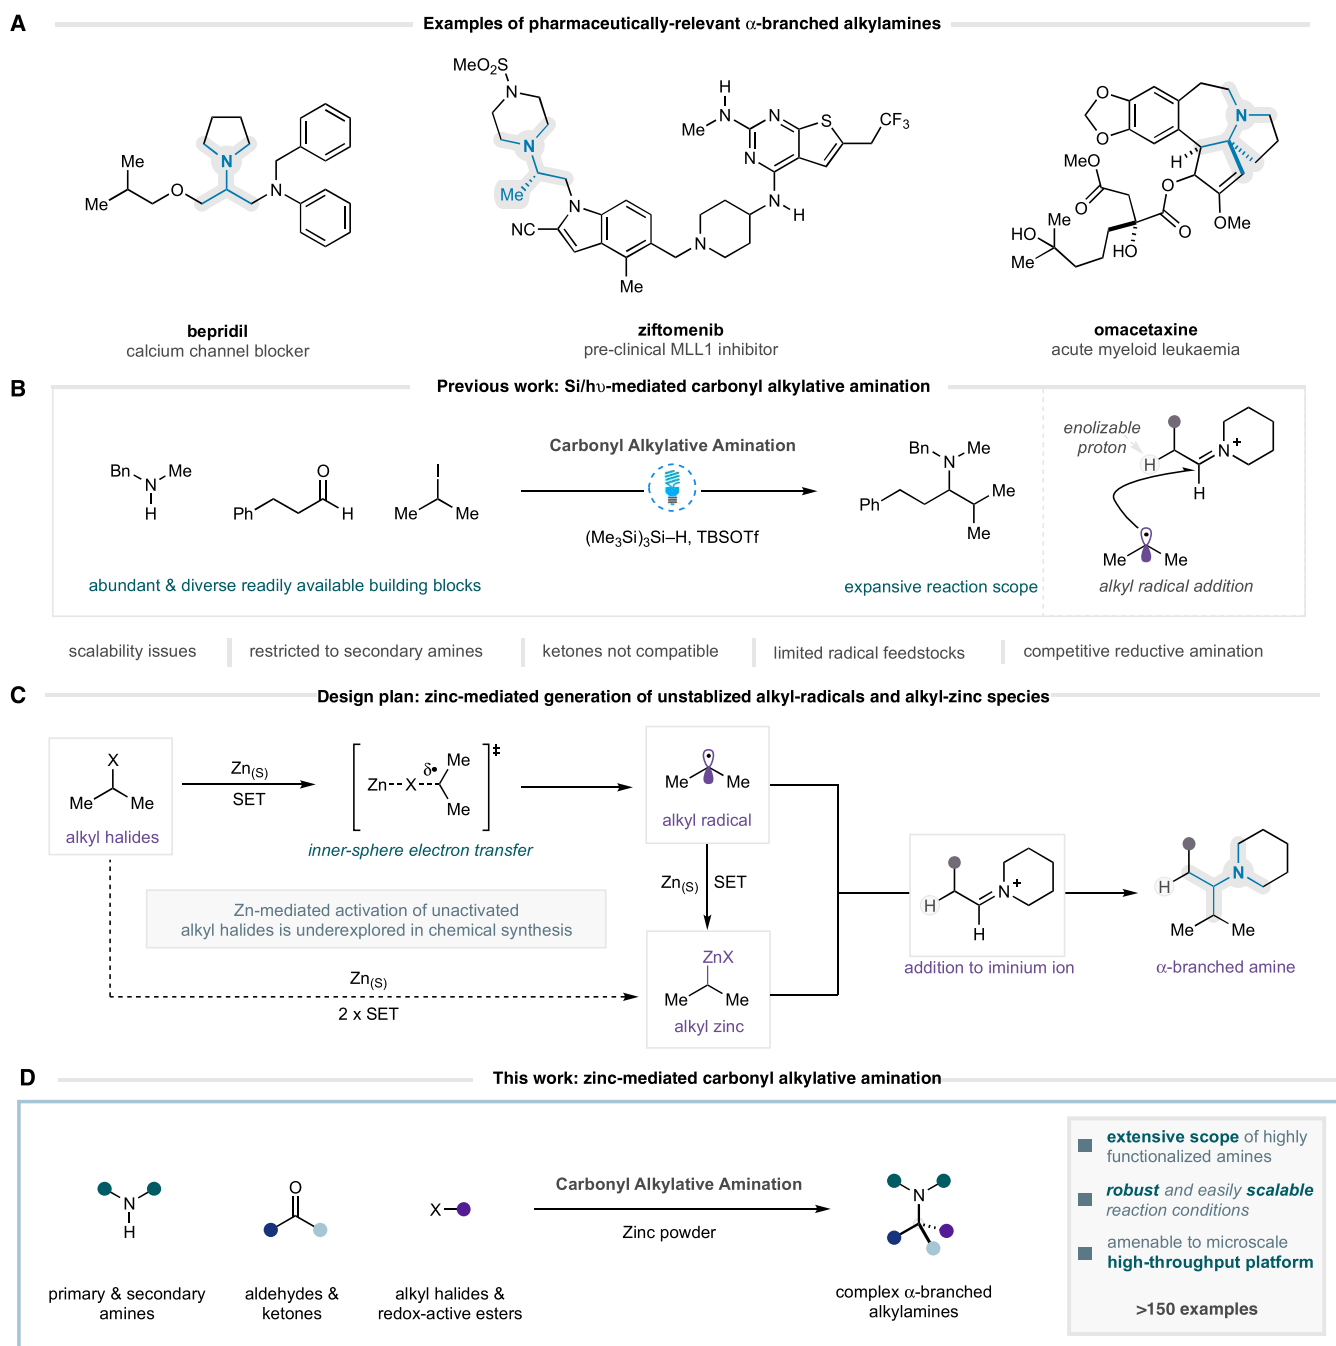 A
Examples of pharmaceutically-relevant α-branched alkylamines
Me
Me
O
N
N
MeO2S
N
N
Me
N
CN
Me
N
H
N
Me
N
N
S
CF3
N
H
O
O
N
H
MeO
O
O
O
OMe
OH
HO
Me
Me
bepridil
calcium channel blocker
ziftomenib
pre-clinical MLL1 inhibitor
omacetaxine
acute myeloid leukaemia
B
Previous work: Si/hυ-mediated carbonyl alkylative amination
Bn
Me
N
H
Ph
O
H
I
Me
Me
Carbonyl Alkylative Amination
(Me3Si)3Si–H, TBSOTf
Bn
Me
N
Ph
Me
Me
abundant & diverse readily available building blocks
expansive reaction scope
enolizable
proton
H
N
+
H
Me
Me
alkyl radical addition
scalability issues
restricted to secondary amines
ketones not compatible
limited radical feedstocks
competitive reductive amination
C
Design plan: zinc-mediated generation of unstablized alkyl-radicals and alkyl-zinc species
X
Me
Me
alkyl halides
Zn(S)
SET
Zn
X
δ•
Me
Me
‡
inner-sphere electron transfer
Me
Me
alkyl radical
Zn(S)
SET
Zn-mediated activation of unactivated
alkyl halides is underexplored in chemical synthesis
Zn(S)
2 x SET
ZnX
Me
Me
alkyl zinc
H
N
+
H
addition to iminium ion
H
N
Me
Me
α-branched amine
D
This work: zinc-mediated carbonyl alkylative amination
N
H
primary & secondary
amines
O
aldehydes &
ketones
X
alkyl halides &
redox-active esters
Carbonyl Alkylative Amination
Zinc powder
N
complex α-branched
alkylamines
extensive scope of highly
functionalized amines
robust and easily scalable
reaction conditions
amenable to microscale
high-throughput platform
>150 examples